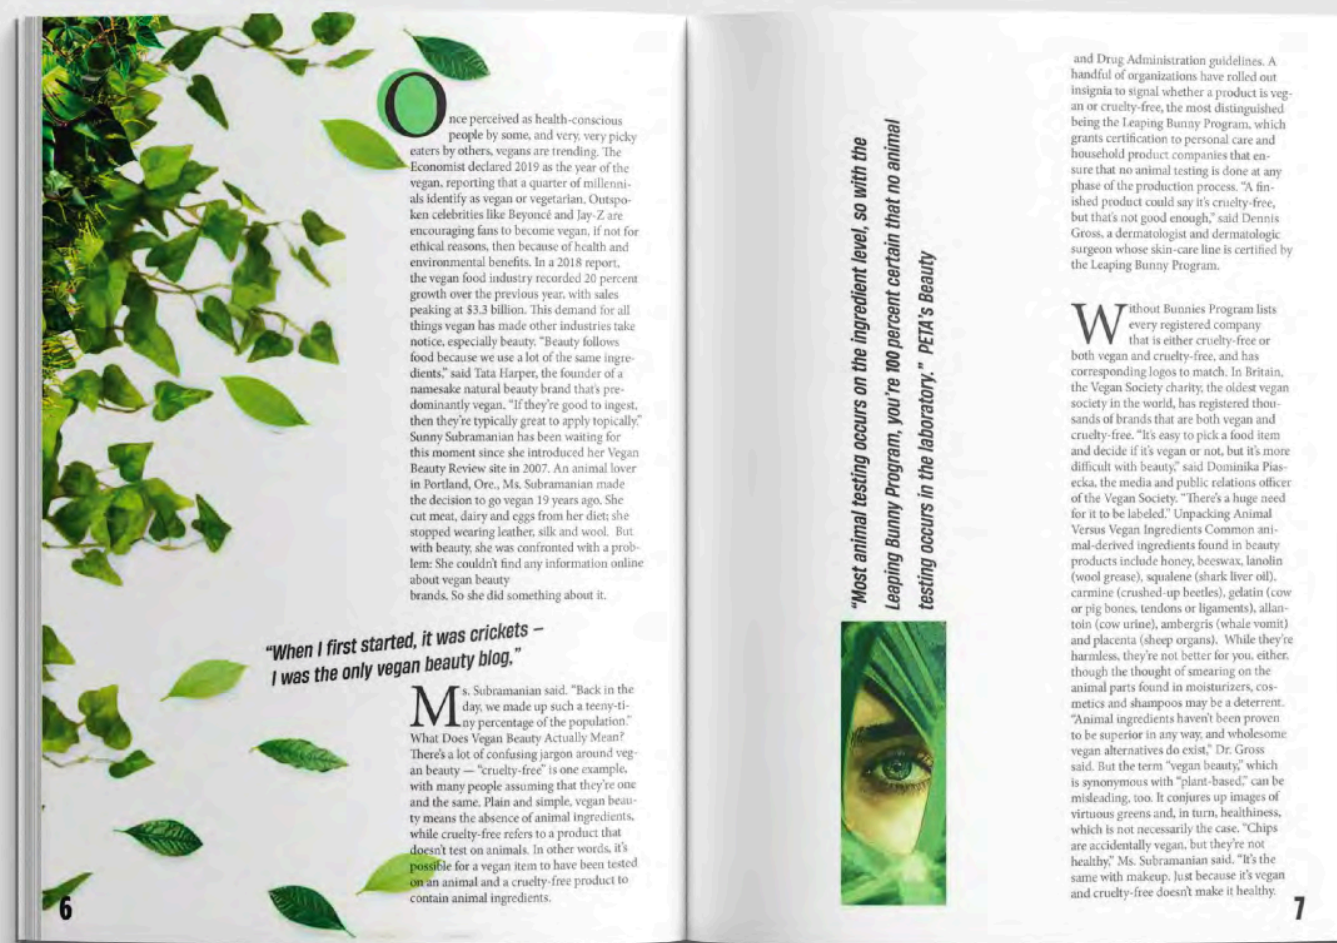 Once perceived as health-conscious
people by some, and very, very picky
eaters by others, vegans are trending. The
Economist declared 2019 as the year of the
vegan, reporting that a quarter of millenni-
als identify as vegan or vegetarian. Outspo-
ken celebrities like Beyoncé and Jay-Z are
encouraging fans to become vegan, if not for
ethical reasons, then because of health and
environmental benefits. In a 2018 report,
the vegan food industry recorded 20 percent
growth over the previous year, with sales
peaking at $3.3 billion. This demand for all
things vegan has made other industries take
notice, especially beauty. “Beauty follows
food because we use a lot of the same ingre-
dients,” said Tata Harper, the founder of a
namesake natural beauty brand that’s pre-
dominantly vegan. “If they’re good to ingest,
then they’re typically great to apply topically.”
Sunny Subramanian has been waiting for
this moment since she introduced her Vegan
Beauty Review site in 2007. An animal lover
in Portland, Ore., Ms. Subramanian made
the decision to go vegan 19 years ago. She
cut meat, dairy and eggs from her diet; she
stopped wearing leather, silk and wool. But
with beauty, she was confronted with a prob-
lem: She couldn’t find any information online
about vegan beauty
brands. So she did something about it.
“When I first started, it was crickets –
I was the only vegan beauty blog,”
Ms. Subramanian said. “Back in the
day, we made up such a teeny-ti-
ny percentage of the population.”
What Does Vegan Beauty Actually Mean?
There’s a lot of confusing jargon around veg-
an beauty — “cruelty-free” is one example,
with many people assuming that they’re one
and the same. Plain and simple, vegan beau-
ty means the absence of animal ingredients,
while cruelty-free refers to a product that
doesn’t test on animals. In other words, it’s
possible for a vegan item to have been tested
on an animal and a cruelty-free product to
contain animal ingredients.
6
“Most animal testing occurs on the ingredient level, so with the
Leaping Bunny Program, you’re 100 percent certain that no animal
testing occurs in the laboratory.” PETA’s Beauty
and Drug Administration guidelines. A
handful of organizations have rolled out
insignia to signal whether a product is veg-
an or cruelty-free, the most distinguished
being the Leaping Bunny Program, which
grants certification to personal care and
household product companies that en-
sure that no animal testing is done at any
phase of the production process. “A fin-
ished product could say it’s cruelty-free,
but that’s not good enough,” said Dennis
Gross, a dermatologist and dermatologic
surgeon whose skin-care line is certified by
the Leaping Bunny Program.
Without Bunnies Program lists
every registered company
that is either cruelty-free or
both vegan and cruelty-free, and has
corresponding logos to match. In Britain,
the Vegan Society charity, the oldest vegan
society in the world, has registered thou-
sands of brands that are both vegan and
cruelty-free. “It’s easy to pick a food item
and decide if it’s vegan or not, but it’s more
difficult with beauty,” said Dominika Pias-
ecka, the media and public relations officer
of the Vegan Society. “There’s a huge need
for it to be labeled.” Unpacking Animal
Versus Vegan Ingredients Common ani-
mal-derived ingredients found in beauty
products include honey, beeswax, lanolin
(wool grease), squalene (shark liver oil),
carmine (crushed-up beetles), gelatin (cow
or pig bones, tendons or ligaments), allan-
toin (cow urine), ambergris (whale vomit)
and placenta (sheep organs). While they’re
harmless, they’re not better for you, either,
though the thought of smearing on the
animal parts found in moisturizers, cos-
metics and shampoos may be a deterrent.
“Animal ingredients haven’t been proven
to be superior in any way, and wholesome
vegan alternatives do exist,” Dr. Gross
said. But the term “vegan beauty,” which
is synonymous with “plant-based,” can be
misleading, too. It conjures up images of
virtuous greens and, in turn, healthiness,
which is not necessarily the case. “Chips
are accidentally vegan, but they’re not
healthy,” Ms. Subramanian said. “It’s the
same with makeup. Just because it’s vegan
and cruelty-free doesn’t make it healthy.
7